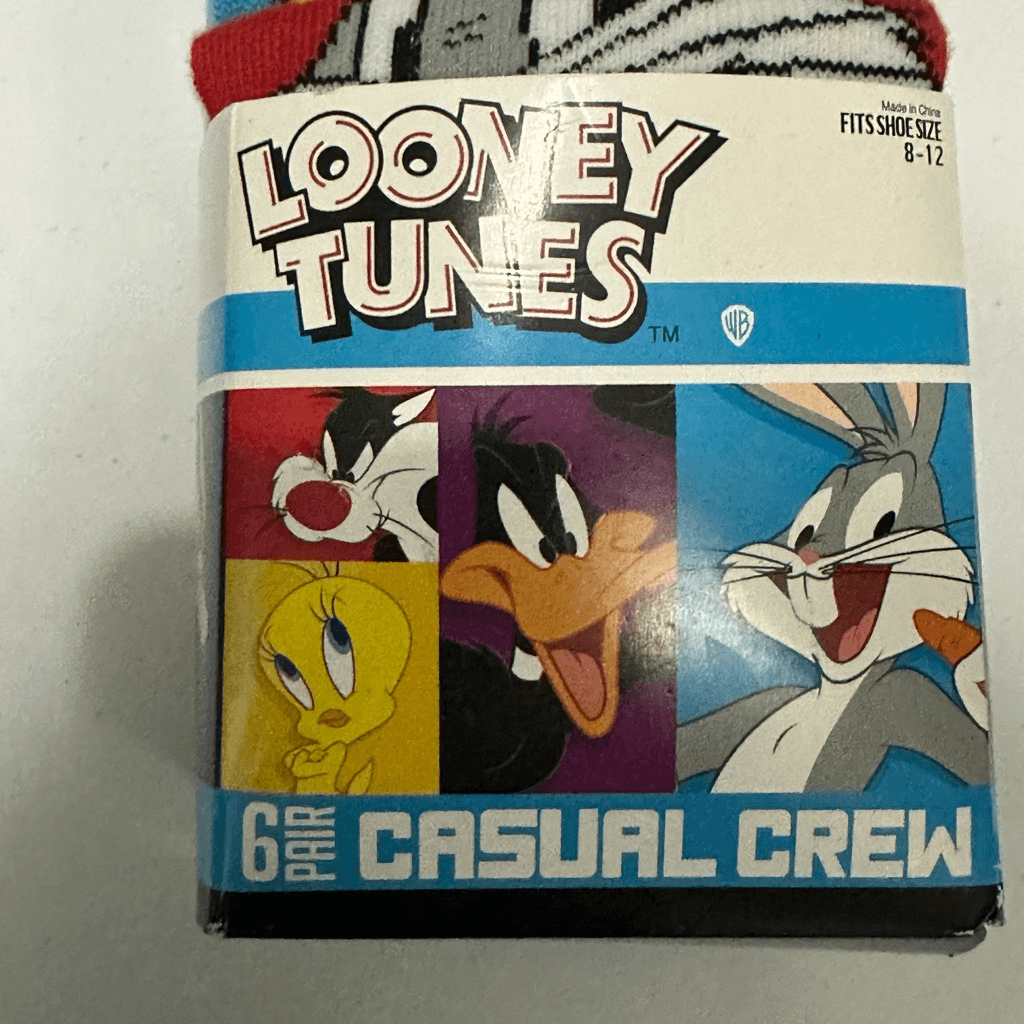 Made in China
FITS SHOE SIZE
8-12
LOONEY
TUNES
TM
WB
6 PAIR CASUAL CREW